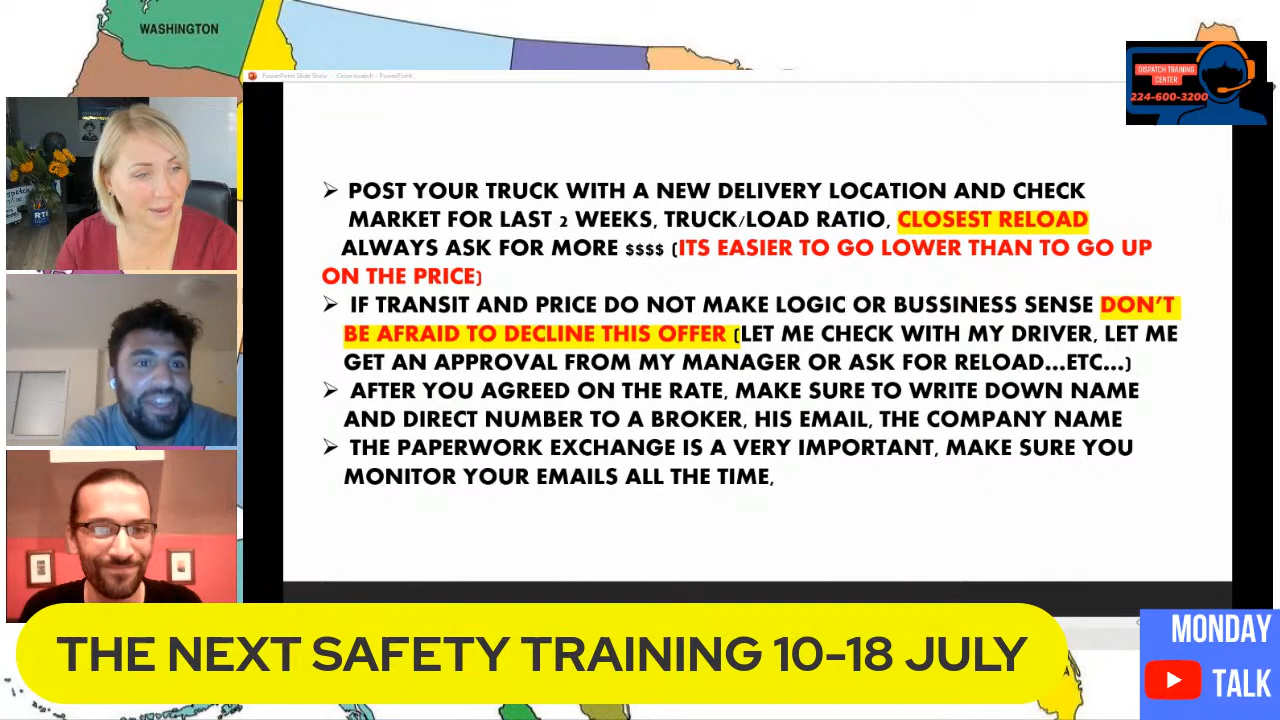 WASHINGTON
PowerPoint Slide Show
DISPATCH TRAINING
CENTER
224-600-3200
RTI
➢ POST YOUR TRUCK WITH A NEW DELIVERY LOCATION AND CHECK
MARKET FOR LAST 2 WEEKS, TRUCK/LOAD RATIO, CLOSEST RELOAD
ALWAYS ASK FOR MORE $$$$ (ITS EASIER TO GO LOWER THAN TO GO UP
ON THE PRICE)
➢ IF TRANSIT AND PRICE DO NOT MAKE LOGIC OR BUSSINESS SENSE DON'T
BE AFRAID TO DECLINE THIS OFFER (LET ME CHECK WITH MY DRIVER, LET ME
GET AN APPROVAL FROM MY MANAGER OR ASK FOR RELOAD...ETC...)
➢ AFTER YOU AGREED ON THE RATE, MAKE SURE TO WRITE DOWN NAME
AND DIRECT NUMBER TO A BROKER, HIS EMAIL, THE COMPANY NAME
➢ THE PAPERWORK EXCHANGE IS A VERY IMPORTANT, MAKE SURE YOU
MONITOR YOUR EMAILS ALL THE TIME,
THE NEXT SAFETY TRAINING 10-18 JULY
MONDAY
TALK